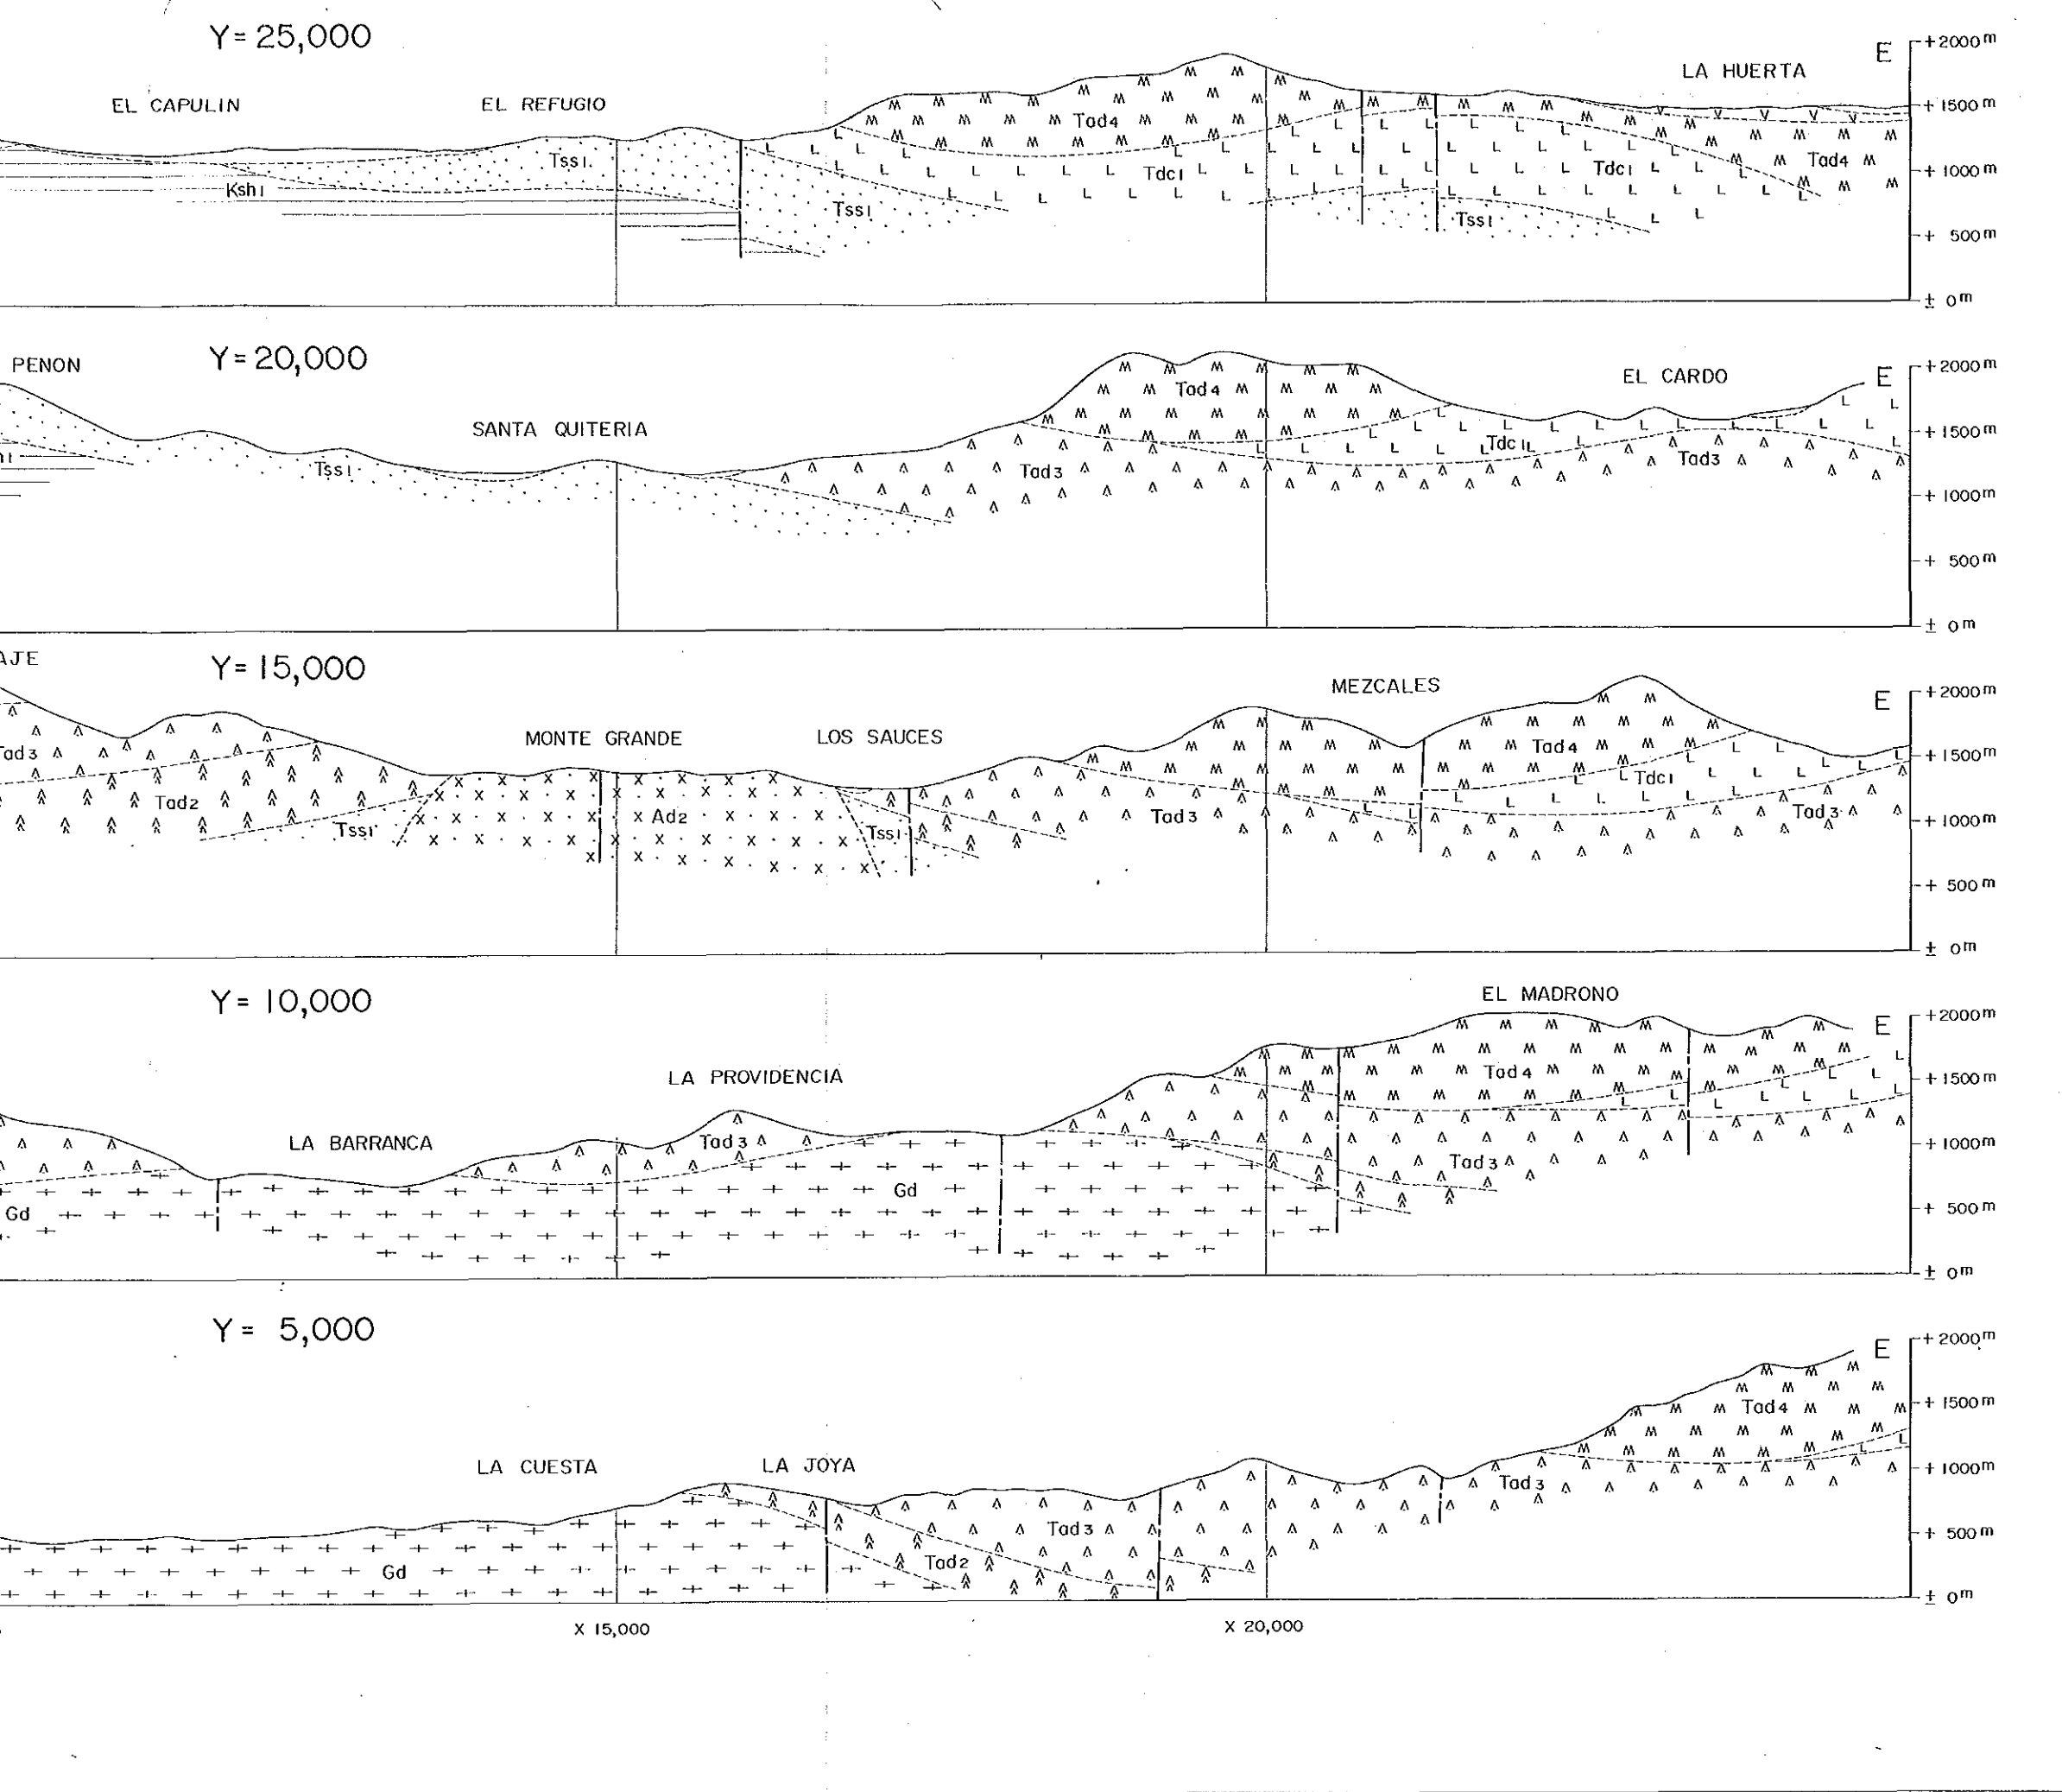 Y= 25,000
EL CAPULIN
EL REFUGIO
LA HUERTA
E
+2000m
+1500m
+1000m
+ 500m
± 0m
Tss1
Ksh1
Tss1
Tad4
Tdc1
Tdc1
Tss1
Tad4
PENON
Y= 20,000
SANTA QUITERIA
EL CARDO
E
+2000m
+1500m
+1000m
+ 500m
± 0m
Tss1
Tad4
Tad3
Tdc1
Tad3
AJE
Y= 15,000
MONTE GRANDE
LOS SAUCES
MEZCALES
E
+2000m
+1500m
+1000m
+ 500m
± 0m
Tad3
Tad2
Tss1
Ad2
Tss1
Tad3
Tad4
Tdc1
Tad3
Y= 10,000
LA BARRANCA
LA PROVIDENCIA
EL MADRONO
E
+2000m
+1500m
+1000m
+ 500m
± 0m
Gd
Tad3
Gd
Tad4
Tad3
Y= 5,000
LA CUESTA
LA JOYA
E
+2000m
+1500m
+1000m
+ 500m
± 0m
Gd
Tad2
Tad3
Tad3
Tad4
X 15,000
X 20,000